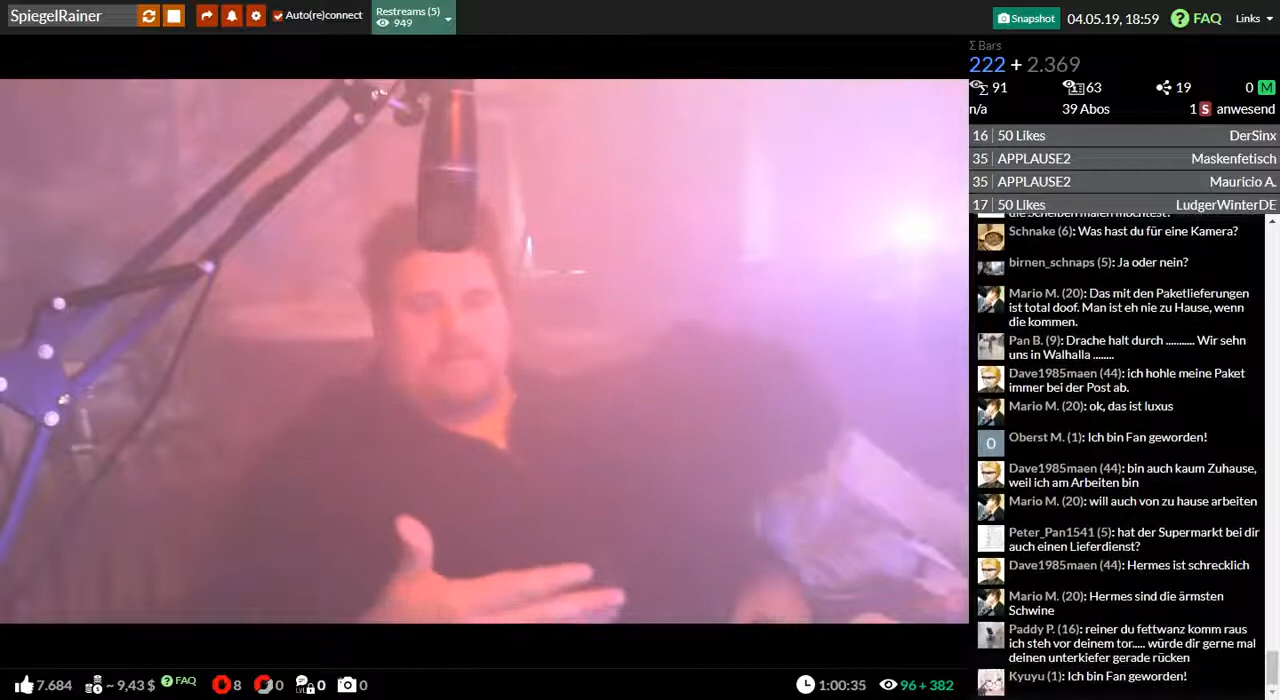 SpiegelRainer
Auto(re)connect
Restreams (5)
949
Snapshot
04.05.19, 18:59
FAQ
Links
Σ Bars
222 + 2.369
91 63 19 0 M
n/a 39 Abos 1 S anwesend
16 50 Likes DerSinx
35 APPLAUSE2 Maskenfetisch
35 APPLAUSE2 Mauricio A.
17 50 Likes LudgerWinterDE
die Scheiben malen möchtest?
Schnake (6): Was hast du für eine Kamera?
birnen_schnaps (5): Ja oder nein?
Mario M. (20): Das mit den Paketlieferungen
ist total doof. Man ist eh nie zu Hause, wenn
die kommen.
Pan B. (9): Drache halt durch ........... Wir sehn
uns in Walhalla ........
Dave1985maen (44): ich hohle meine Paket
immer bei der Post ab.
Mario M. (20): ok, das ist luxus
O
Oberst M. (1): Ich bin Fan geworden!
Dave1985maen (44): bin auch kaum Zuhause,
weil ich am Arbeiten bin
Mario M. (20): will auch von zu hause arbeiten
Peter_Pan1541 (5): hat der Supermarkt bei dir
auch einen Lieferdienst?
Dave1985maen (44): Hermes ist schrecklich
Mario M. (20): Hermes sind die ärmsten
Schwine
Paddy P. (16): reiner du fettwanz komm raus
ich steh vor deinem tor..... würde dir gerne mal
deinen unterkiefer gerade rücken
Kyuyu (1): Ich bin Fan geworden!
7.684 ~ 9,43 $ FAQ 8 0 LVL 0 0 1:00:35 96 + 382